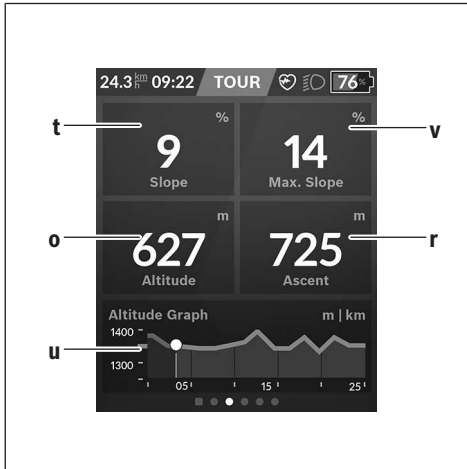 24.3 km/h 09:22 TOUR 76%
t % % v
9 14
Slope Max. Slope
o m m r
627 725
Altitude Ascent
Altitude Graph m | km
1400
u
1300
05' 15' 25'